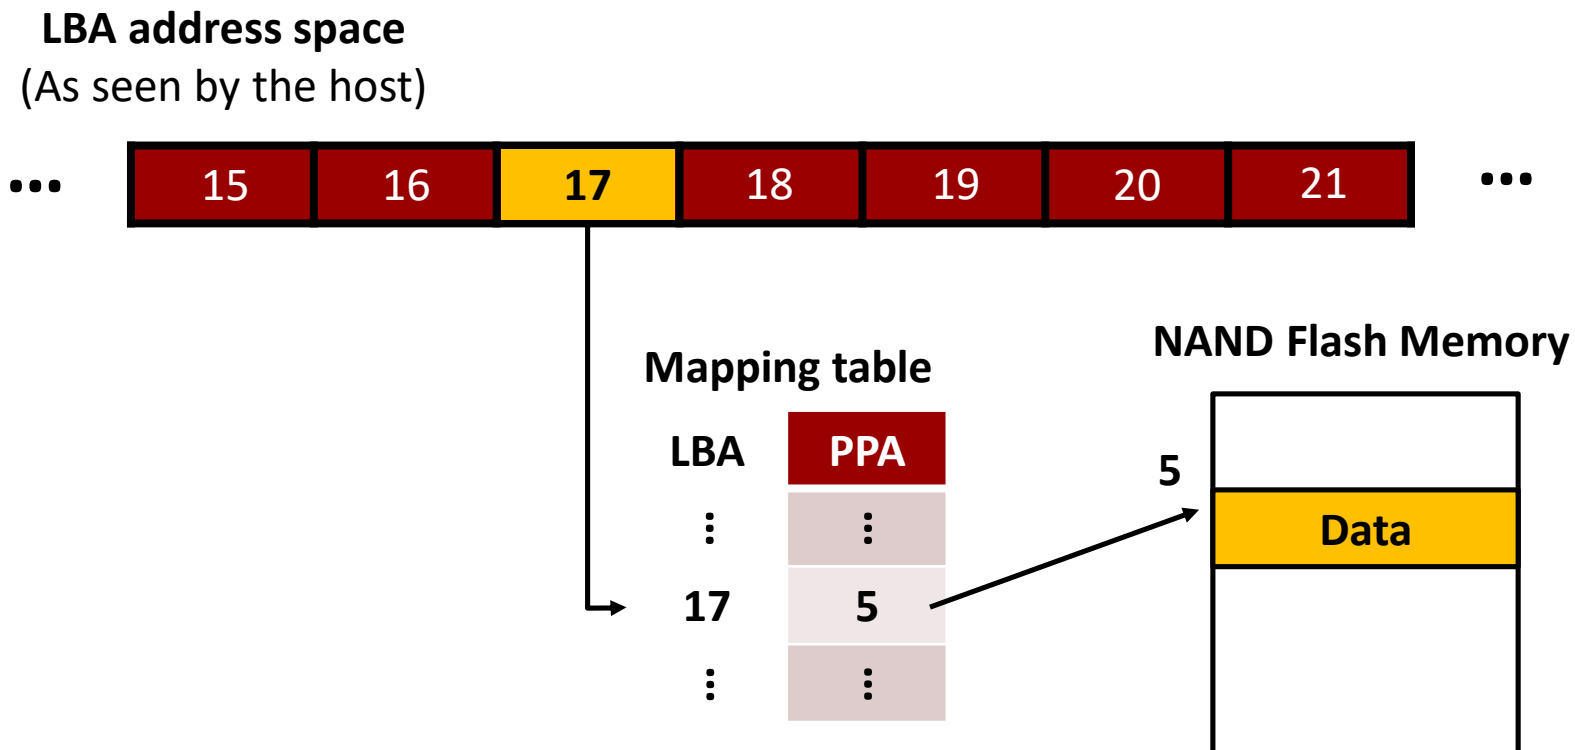 LBA address space
(As seen by the host)
... 15 16 17 18 19 20 21 ...
NAND Flash Memory
Mapping table
LBA PPA
5
⋮ ⋮
Data
17 5
⋮ ⋮